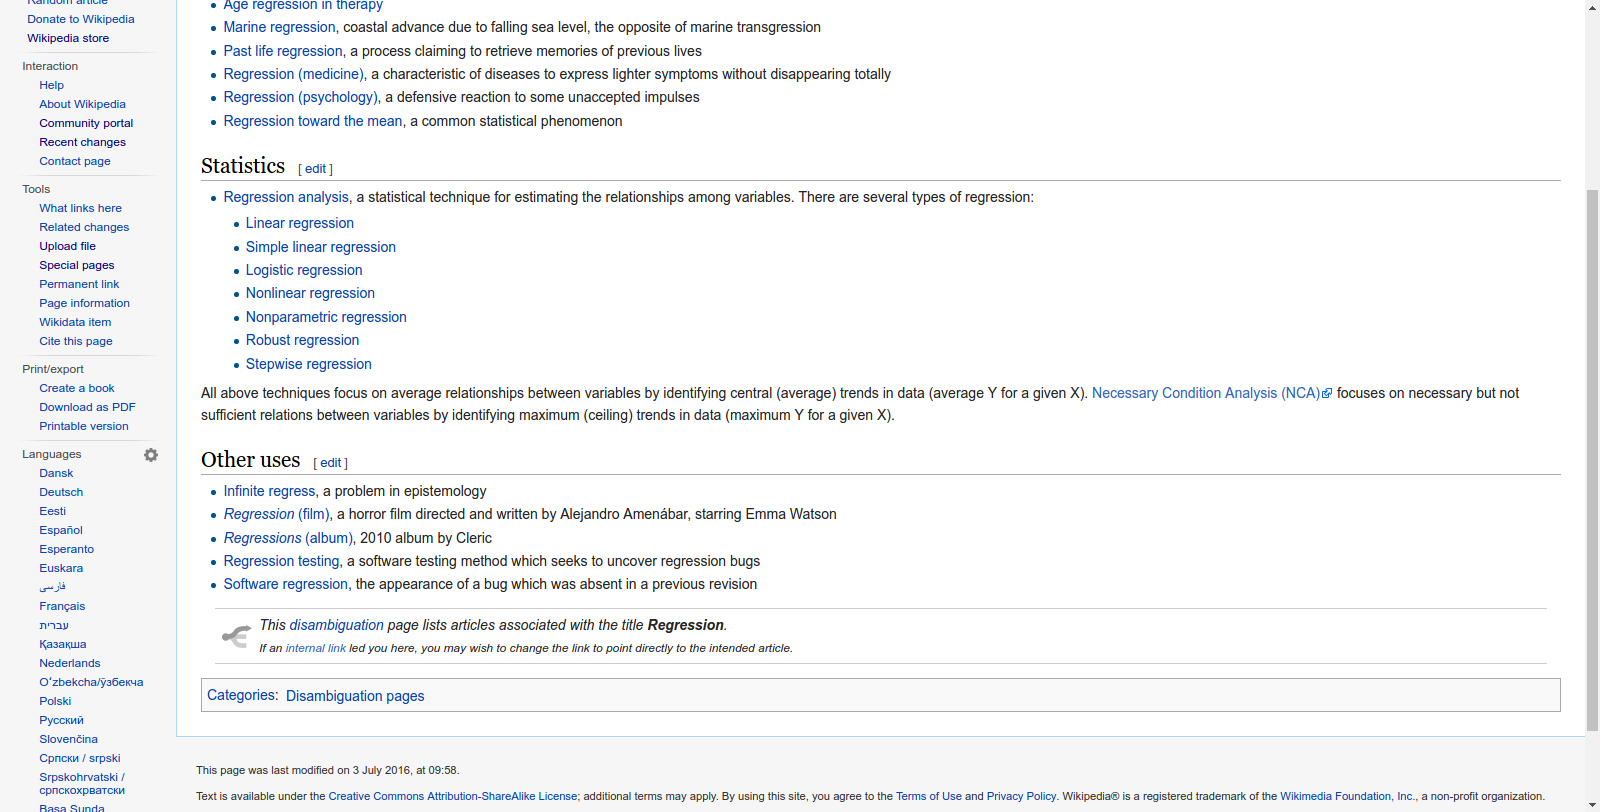 Random article
Donate to Wikipedia
Wikipedia store
Interaction
Help
About Wikipedia
Community portal
Recent changes
Contact page
Tools
What links here
Related changes
Upload file
Special pages
Permanent link
Page information
Wikidata item
Cite this page
Print/export
Create a book
Download as PDF
Printable version
Languages
Dansk
Deutsch
Eesti
Español
Esperanto
Euskara
فارسی
Français
עברית
Қазақша
Nederlands
Oʻzbekcha/ўзбекча
Polski
Русский
Slovenčina
Српски / srpski
Srpskohrvatski /
српскохрватски
Basa Sunda
Age regression in therapy
Marine regression, coastal advance due to falling sea level, the opposite of marine transgression
Past life regression, a process claiming to retrieve memories of previous lives
Regression (medicine), a characteristic of diseases to express lighter symptoms without disappearing totally
Regression (psychology), a defensive reaction to some unaccepted impulses
Regression toward the mean, a common statistical phenomenon
Statistics [ edit ]
Regression analysis, a statistical technique for estimating the relationships among variables. There are several types of regression:
Linear regression
Simple linear regression
Logistic regression
Nonlinear regression
Nonparametric regression
Robust regression
Stepwise regression
All above techniques focus on average relationships between variables by identifying central (average) trends in data (average Y for a given X). Necessary Condition Analysis (NCA) focuses on necessary but not
sufficient relations between variables by identifying maximum (ceiling) trends in data (maximum Y for a given X).
Other uses [ edit ]
Infinite regress, a problem in epistemology
Regression (film), a horror film directed and written by Alejandro Amenábar, starring Emma Watson
Regressions (album), 2010 album by Cleric
Regression testing, a software testing method which seeks to uncover regression bugs
Software regression, the appearance of a bug which was absent in a previous revision
This disambiguation page lists articles associated with the title Regression.
If an internal link led you here, you may wish to change the link to point directly to the intended article.
Categories: Disambiguation pages
This page was last modified on 3 July 2016, at 09:58.
Text is available under the Creative Commons Attribution-ShareAlike License; additional terms may apply. By using this site, you agree to the Terms of Use and Privacy Policy. Wikipedia® is a registered trademark of the Wikimedia Foundation, Inc., a non-profit organization.